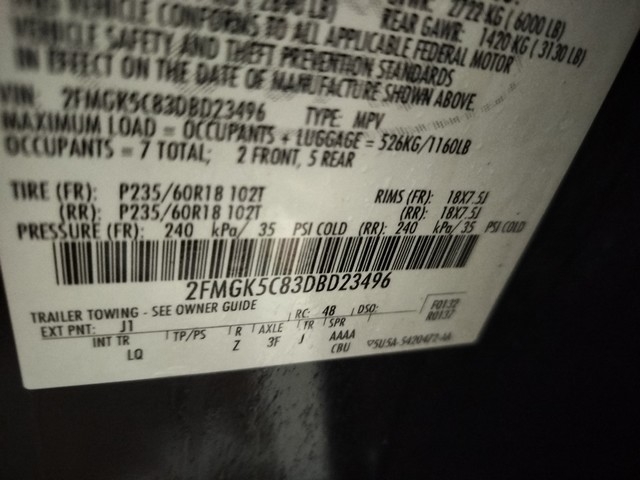 2722 KG ( 6000 LB)
REAR GAWR: 1420 KG ( 3130 LB)
THIS VEHICLE CONFORMS TO ALL APPLICABLE FEDERAL MOTOR
VEHICLE SAFETY AND THEFT PREVENTION STANDARDS
IN EFFECT ON THE DATE OF MANUFACTURE SHOWN ABOVE.
VIN: 2FMGK5C83DBD23496 TYPE: MPV
MAXIMUM LOAD = OCCUPANTS + LUGGAGE = 526KG/1160LB
OCCUPANTS = 7 TOTAL; 2 FRONT, 5 REAR
TIRE (FR): P235/60R18 102T RIMS (FR): 18X7.5J
(RR): P235/60R18 102T (RR): 18X7.5J
PRESSURE (FR): 240 kPa/ 35 PSI COLD (RR): 240 kPa/ 35 PSI COLD
2FMGK5C83DBD23496
TRAILER TOWING - SEE OWNER GUIDE RC: 48 DSO: F0132
EXT PNT: J1 R0137
INT TR TP/PS R AXLE TR SPR
LQ Z 3F J AAAA
CBU